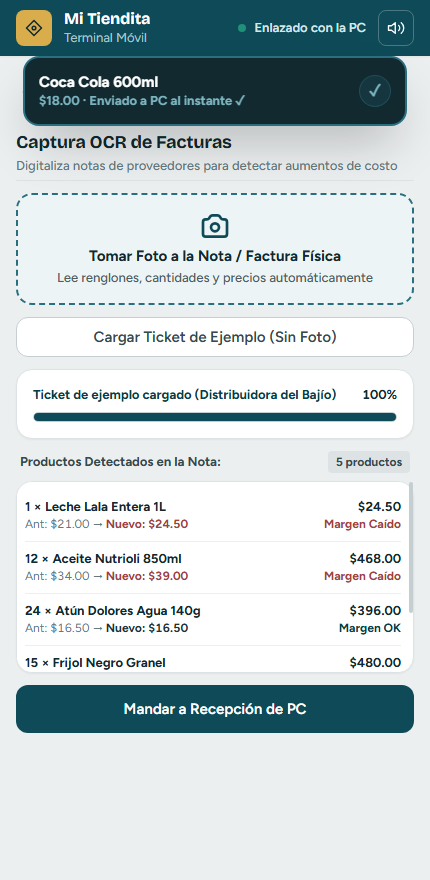 Mi Tiendita
Terminal Móvil
Enlazado con la PC
Coca Cola 600ml
$18.00 · Enviado a PC al instante ✓
✓
Captura OCR de Facturas
Digitaliza notas de proveedores para detectar aumentos de costo
Tomar Foto a la Nota / Factura Física
Lee renglones, cantidades y precios automáticamente
Cargar Ticket de Ejemplo (Sin Foto)
Ticket de ejemplo cargado (Distribuidora del Bajío) 100%
Productos Detectados en la Nota: 5 productos
1 × Leche Lala Entera 1L $24.50
Ant: $21.00 → Nuevo: $24.50 Margen Caído
12 × Aceite Nutrioli 850ml $468.00
Ant: $34.00 → Nuevo: $39.00 Margen Caído
24 × Atún Dolores Agua 140g $396.00
Ant: $16.50 → Nuevo: $16.50 Margen OK
15 × Frijol Negro Granel $480.00
Mandar a Recepción de PC